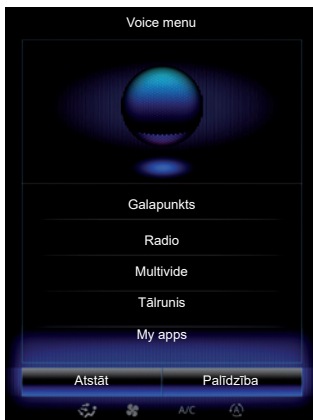 Voice menu
Galapunkts
Radio
Multivide
Tālrunis
My apps
Atstāt Palīdzība
A/C A